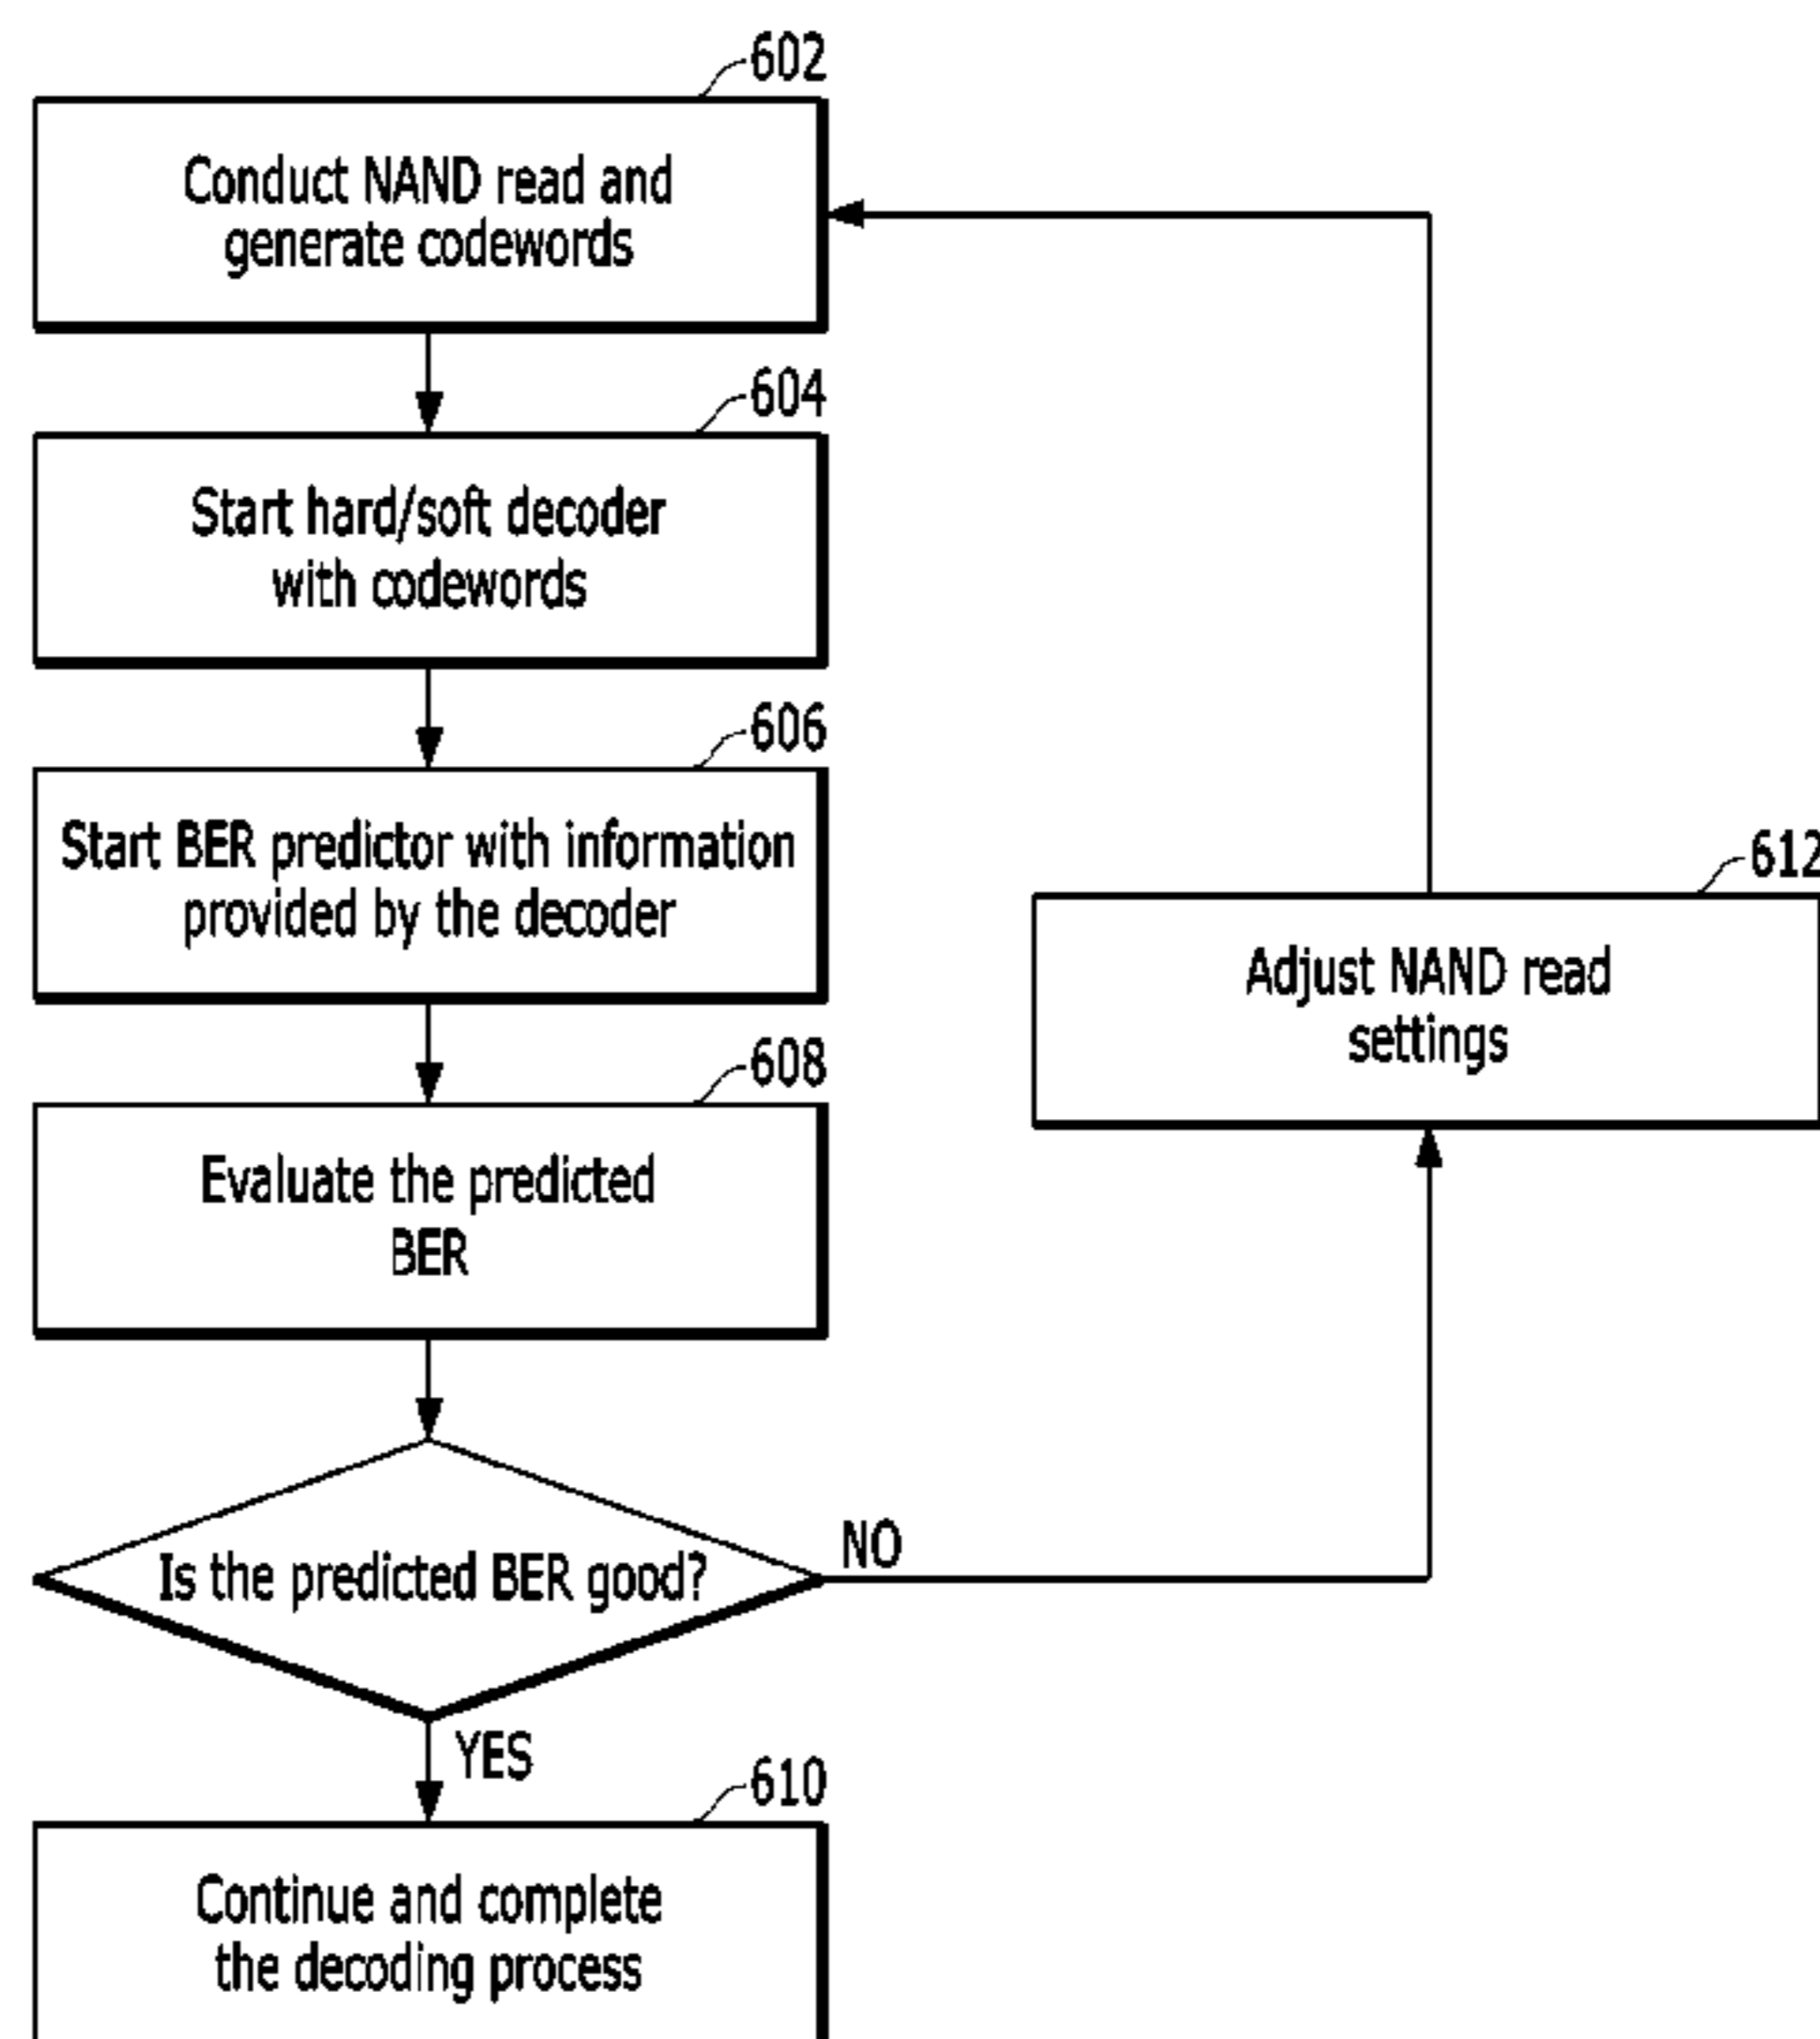 602
Conduct NAND read and
generate codewords
604
Start hard/soft decoder
with codewords
606
Start BER predictor with information
provided by the decoder
612
Adjust NAND read
settings
608
Evaluate the predicted
BER
Is the predicted BER good?
NO
YES
610
Continue and complete
the decoding process